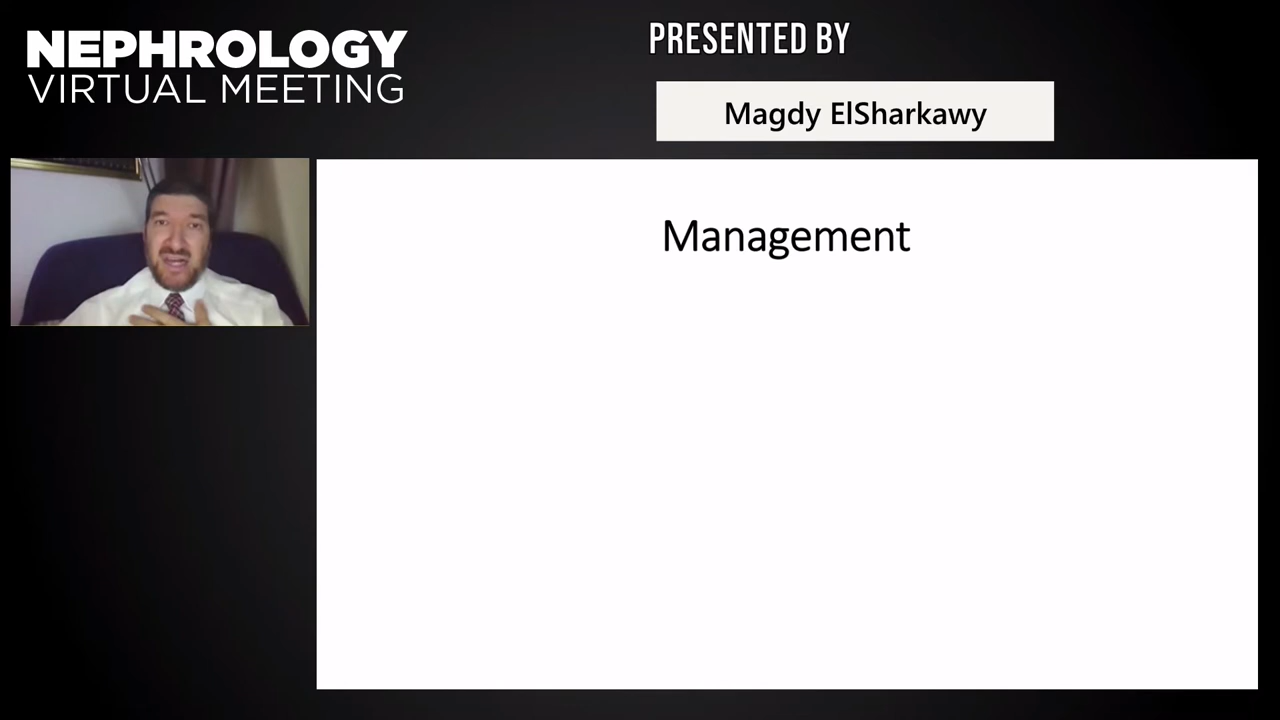 NEPHROLOGY
VIRTUAL MEETING
PRESENTED BY
Magdy ElSharkawy
Management